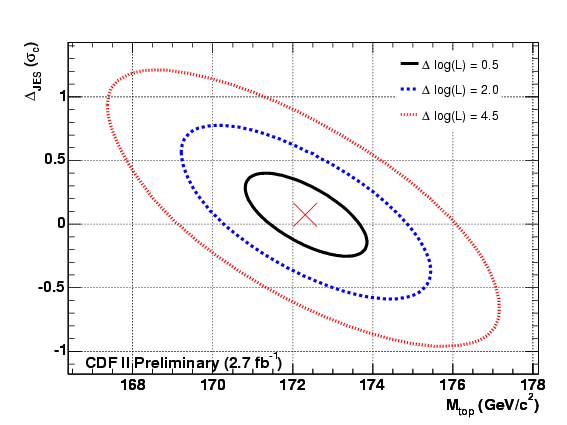 Δ_JES (σ_c)
Δ log(L) = 0.5
Δ log(L) = 2.0
Δ log(L) = 4.5
1
0.5
0
-0.5
-1
CDF II Preliminary (2.7 fb⁻¹)
168 170 172 174 176 178
M_top (GeV/c²)